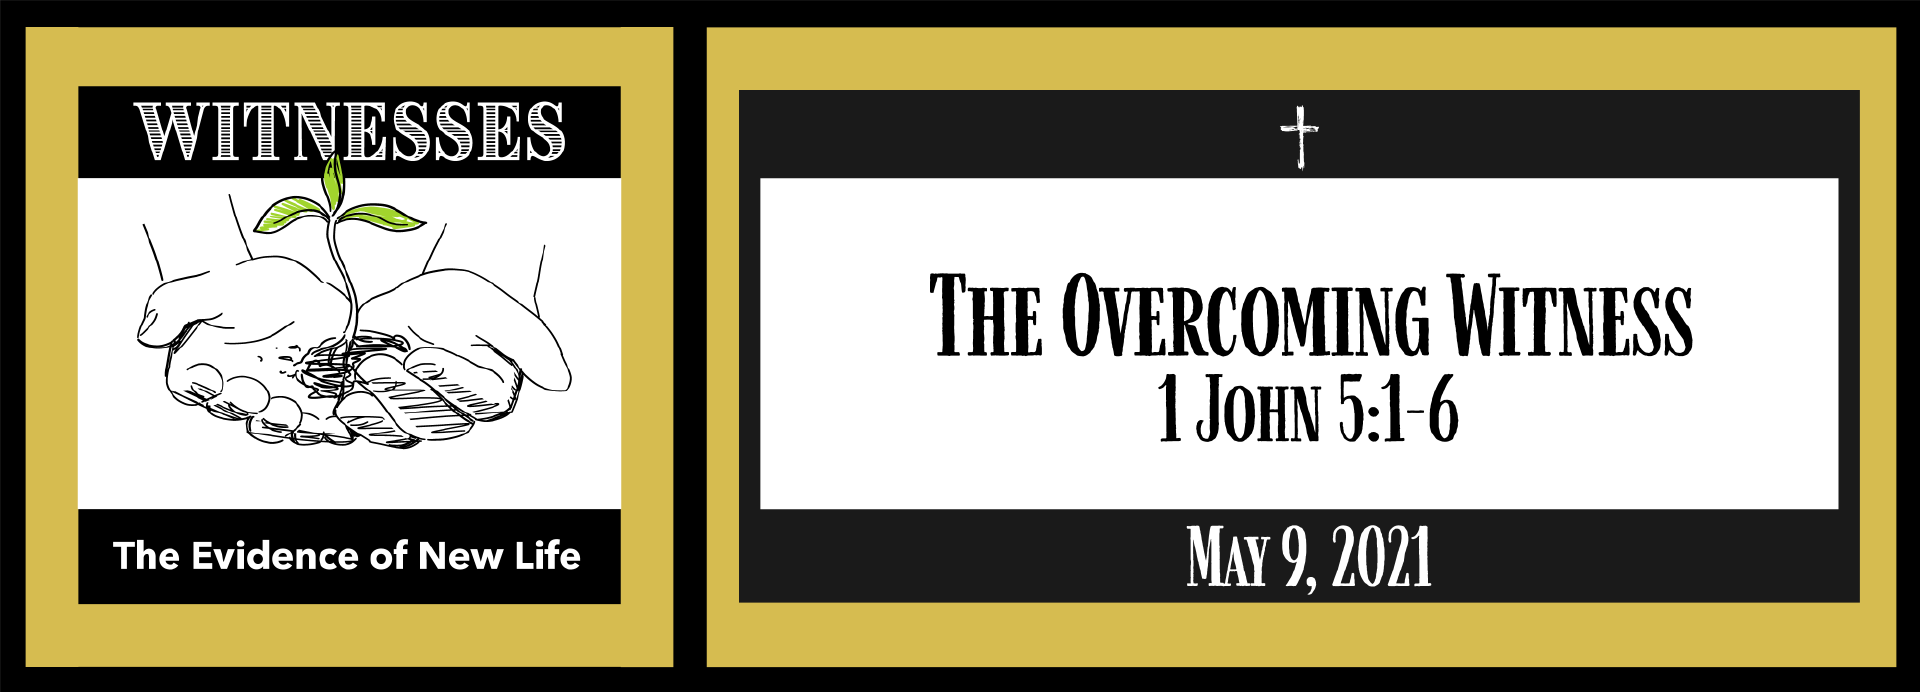 WITNESSES
The Evidence of New Life
The Overcoming Witness
1 John 5:1-6
May 9, 2021